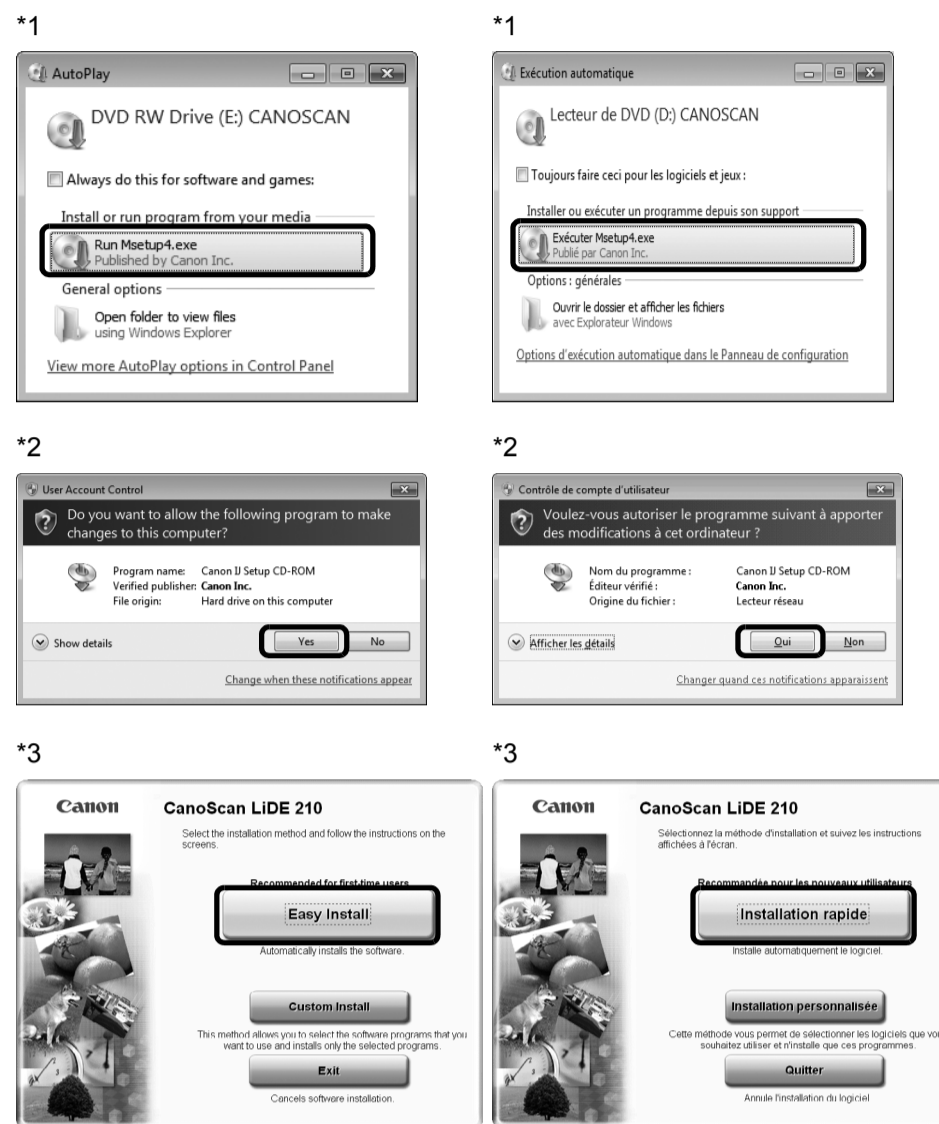 *1
AutoPlay
DVD RW Drive (E:) CANOSCAN
Always do this for software and games:
Install or run program from your media
Run Msetup4.exe
Published by Canon Inc.
General options
Open folder to view files
using Windows Explorer
View more AutoPlay options in Control Panel
*1
Exécution automatique
Lecteur de DVD (D:) CANOSCAN
Toujours faire ceci pour les logiciels et jeux :
Installer ou exécuter un programme depuis son support
Exécuter Msetup4.exe
Publié par Canon Inc.
Options : générales
Ouvrir le dossier et afficher les fichiers
avec Explorateur Windows
Options d'exécution automatique dans le Panneau de configuration
*2
User Account Control
Do you want to allow the following program to make
changes to this computer?
Program name: Canon IJ Setup CD-ROM
Verified publisher: Canon Inc.
File origin: Hard drive on this computer
Show details
Yes
No
Change when these notifications appear
*2
Contrôle de compte d'utilisateur
Voulez-vous autoriser le programme suivant à apporter
des modifications à cet ordinateur ?
Nom du programme : Canon IJ Setup CD-ROM
Éditeur vérifié : Canon Inc.
Origine du fichier : Lecteur réseau
Afficher les détails
Oui
Non
Changer quand ces notifications apparaissent
*3
Canon
CanoScan LiDE 210
Select the installation method and follow the instructions on the
screens.
Recommended for first-time users
Easy Install
Automatically installs the software.
Custom Install
This method allows you to select the software programs that you
want to use and installs only the selected programs.
Exit
Cancels software installation.
*3
Canon
CanoScan LiDE 210
Sélectionnez la méthode d'installation et suivez les instructions
affichées à l'écran.
Recommandée pour les nouveaux utilisateurs
Installation rapide
Installe automatiquement le logiciel.
Installation personnalisée
Cette méthode vous permet de sélectionner les logiciels que vou
souhaitez utiliser et n'installe que ces programmes.
Quitter
Annule l'installation du logiciel